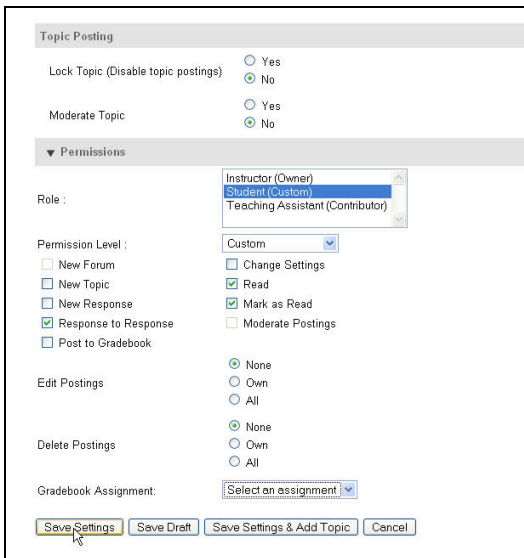 Topic Posting
Lock Topic (Disable topic postings)
Yes
No
Moderate Topic
Yes
No
▼ Permissions
Role :
Instructor (Owner)
Student (Custom)
Teaching Assistant (Contributor)
Permission Level : Custom
New Forum Change Settings
New Topic Read
New Response Mark as Read
Response to Response Moderate Postings
Post to Gradebook
Edit Postings
None
Own
All
Delete Postings
None
Own
All
Gradebook Assignment: Select an assignment
Save Settings Save Draft Save Settings & Add Topic Cancel